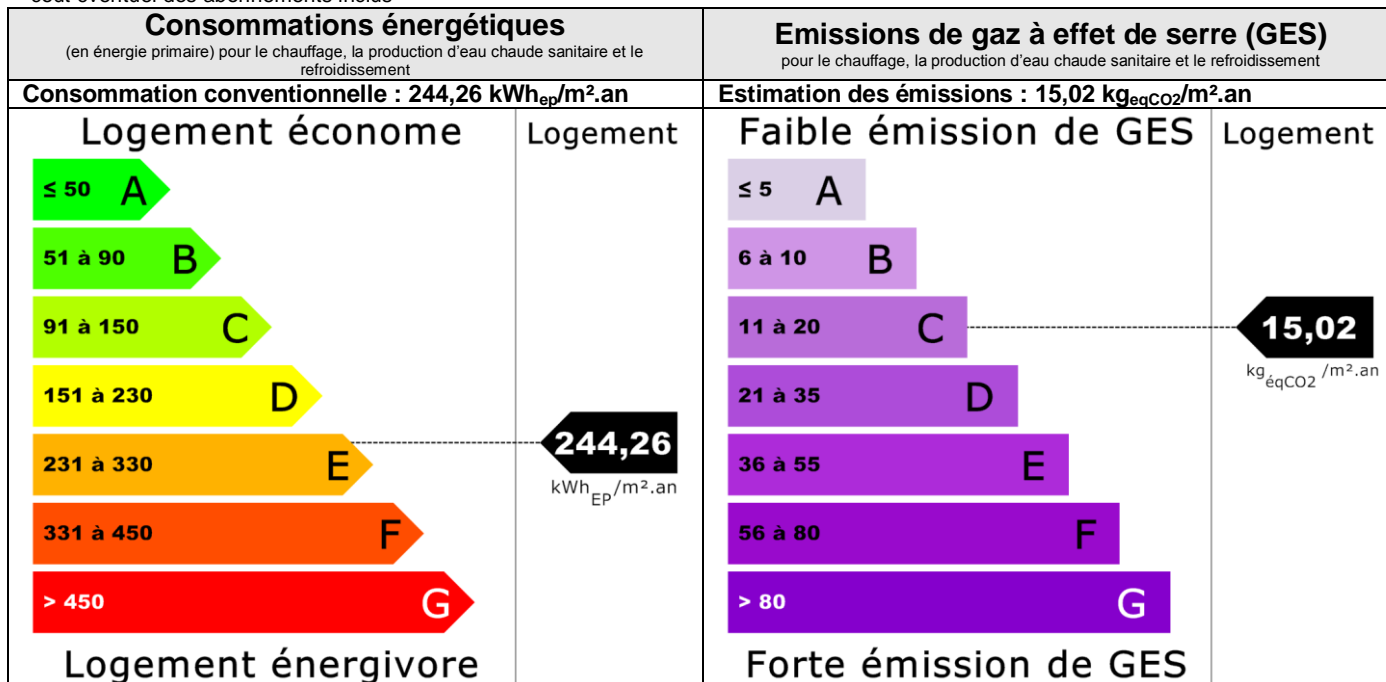 coût éventuel des abonnements inclus
Consommations énergétiques
(en énergie primaire) pour le chauffage, la production d'eau chaude sanitaire et le
refroidissement
Consommation conventionnelle : 244,26 kWhep/m².an
Logement économe
Logement
≤ 50 A
51 à 90 B
91 à 150 C
151 à 230 D
231 à 330 E
331 à 450 F
> 450 G
244,26
kWhEP/m².an
Logement énergivore
Emissions de gaz à effet de serre (GES)
pour le chauffage, la production d'eau chaude sanitaire et le refroidissement
Estimation des émissions : 15,02 kgeqCO2/m².an
Faible émission de GES
Logement
≤ 5 A
6 à 10 B
11 à 20 C
21 à 35 D
36 à 55 E
56 à 80 F
> 80 G
15,02
kgéqCO2 /m².an
Forte émission de GES